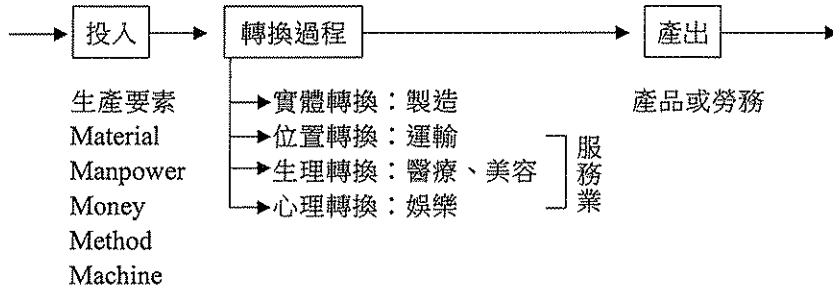 投入 轉換過程 產出
生產要素 實體轉換：製造 產品或勞務
Material 位置轉換：運輸
Manpower 生理轉換：醫療、美容
Money 心理轉換：娛樂
Method
Machine
服務業